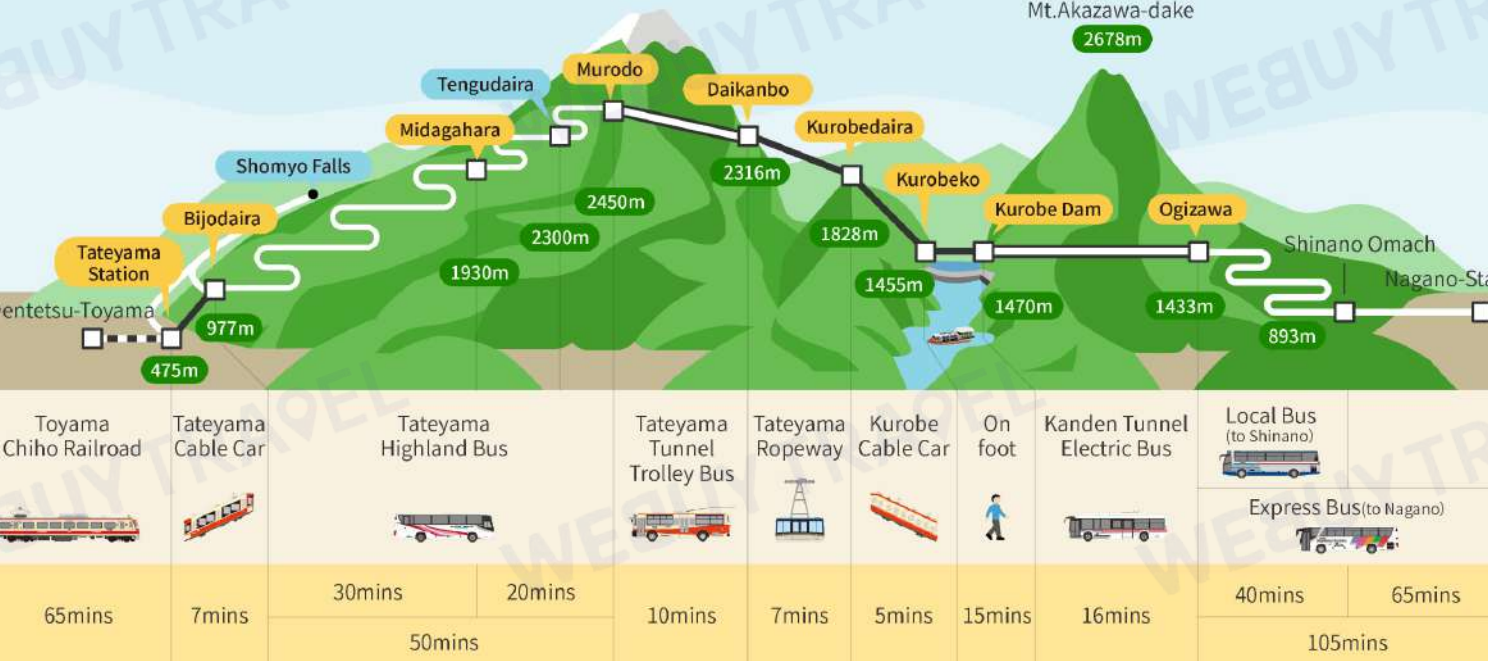 Mt.Akazawa-dake
2678m
Murodo
Tengudaira
Daikanbo
Midagahara
Kurobedaira
Shomyo Falls
Kurobeko
Bijodaira
Kurobe Dam
Ogizawa
Tateyama
Station
2316m
2450m
2300m
1828m
1930m
1455m
1470m
1433m
Shinano Omach
Nagano-Sta
entetsu-Toyama
977m
893m
475m
Toyama
Chiho Railroad
Tateyama
Cable Car
Tateyama
Highland Bus
Tateyama
Tunnel
Trolley Bus
Tateyama
Ropeway
Kurobe
Cable Car
On
foot
Kanden Tunnel
Electric Bus
Local Bus
(to Shinano)
Express Bus(to Nagano)
65mins
7mins
30mins
20mins
50mins
10mins
7mins
5mins
15mins
16mins
40mins
65mins
105mins
WEBUY TRAVEL